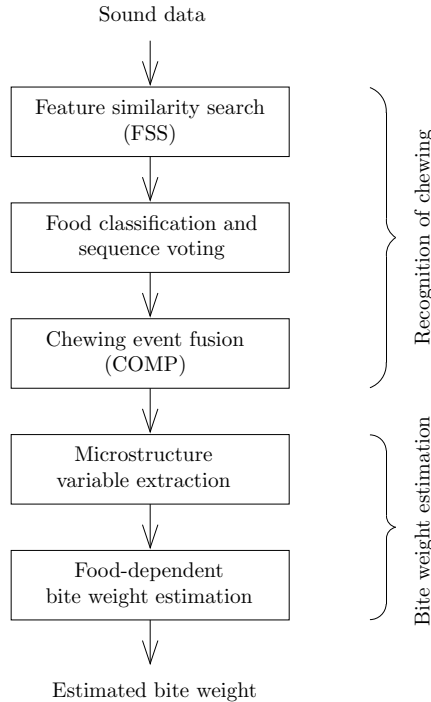 Sound data
Feature similarity search
(FSS)
Food classification and
sequence voting
Chewing event fusion
(COMP)
Recognition of chewing
Microstructure
variable extraction
Food-dependent
bite weight estimation
Bite weight estimation
Estimated bite weight